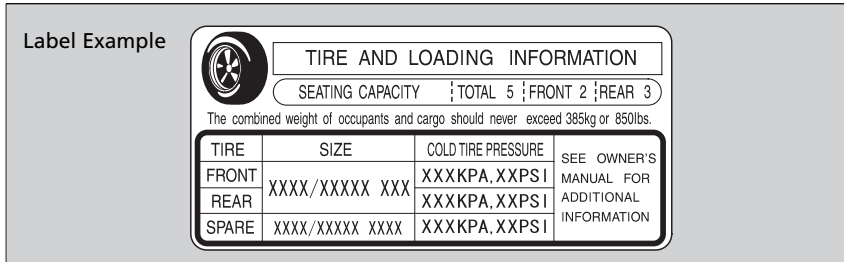 Label Example
TIRE AND LOADING INFORMATION
SEATING CAPACITY TOTAL 5 FRONT 2 REAR 3
The combined weight of occupants and cargo should never exceed 385kg or 850lbs.
TIRE SIZE COLD TIRE PRESSURE SEE OWNER'S MANUAL FOR ADDITIONAL INFORMATION
FRONT XXXX/XXXXX XXX XXXKPA,XXPSI
REAR XXXKPA,XXPSI
SPARE XXXX/XXXXX XXXX XXXKPA,XXPSI